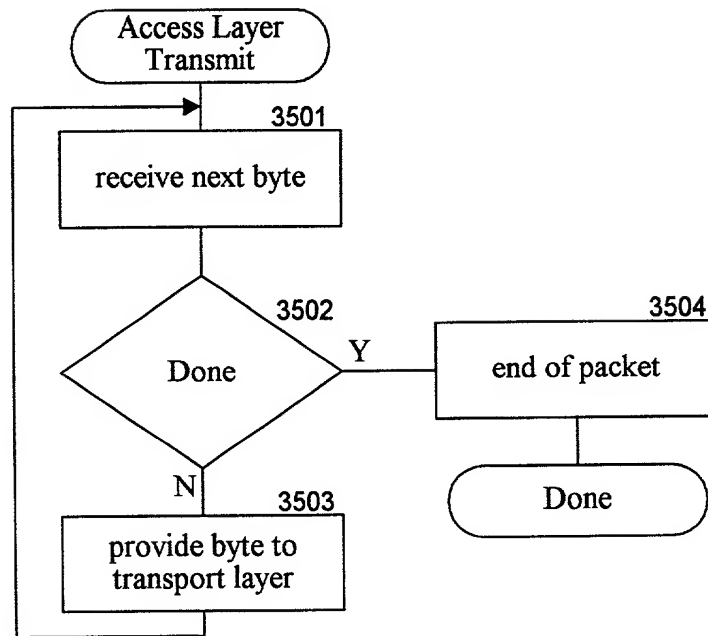 Access Layer
Transmit
3501
receive next byte
3502
Done
Y
3504
end of packet
Done
N
3503
provide byte to
transport layer